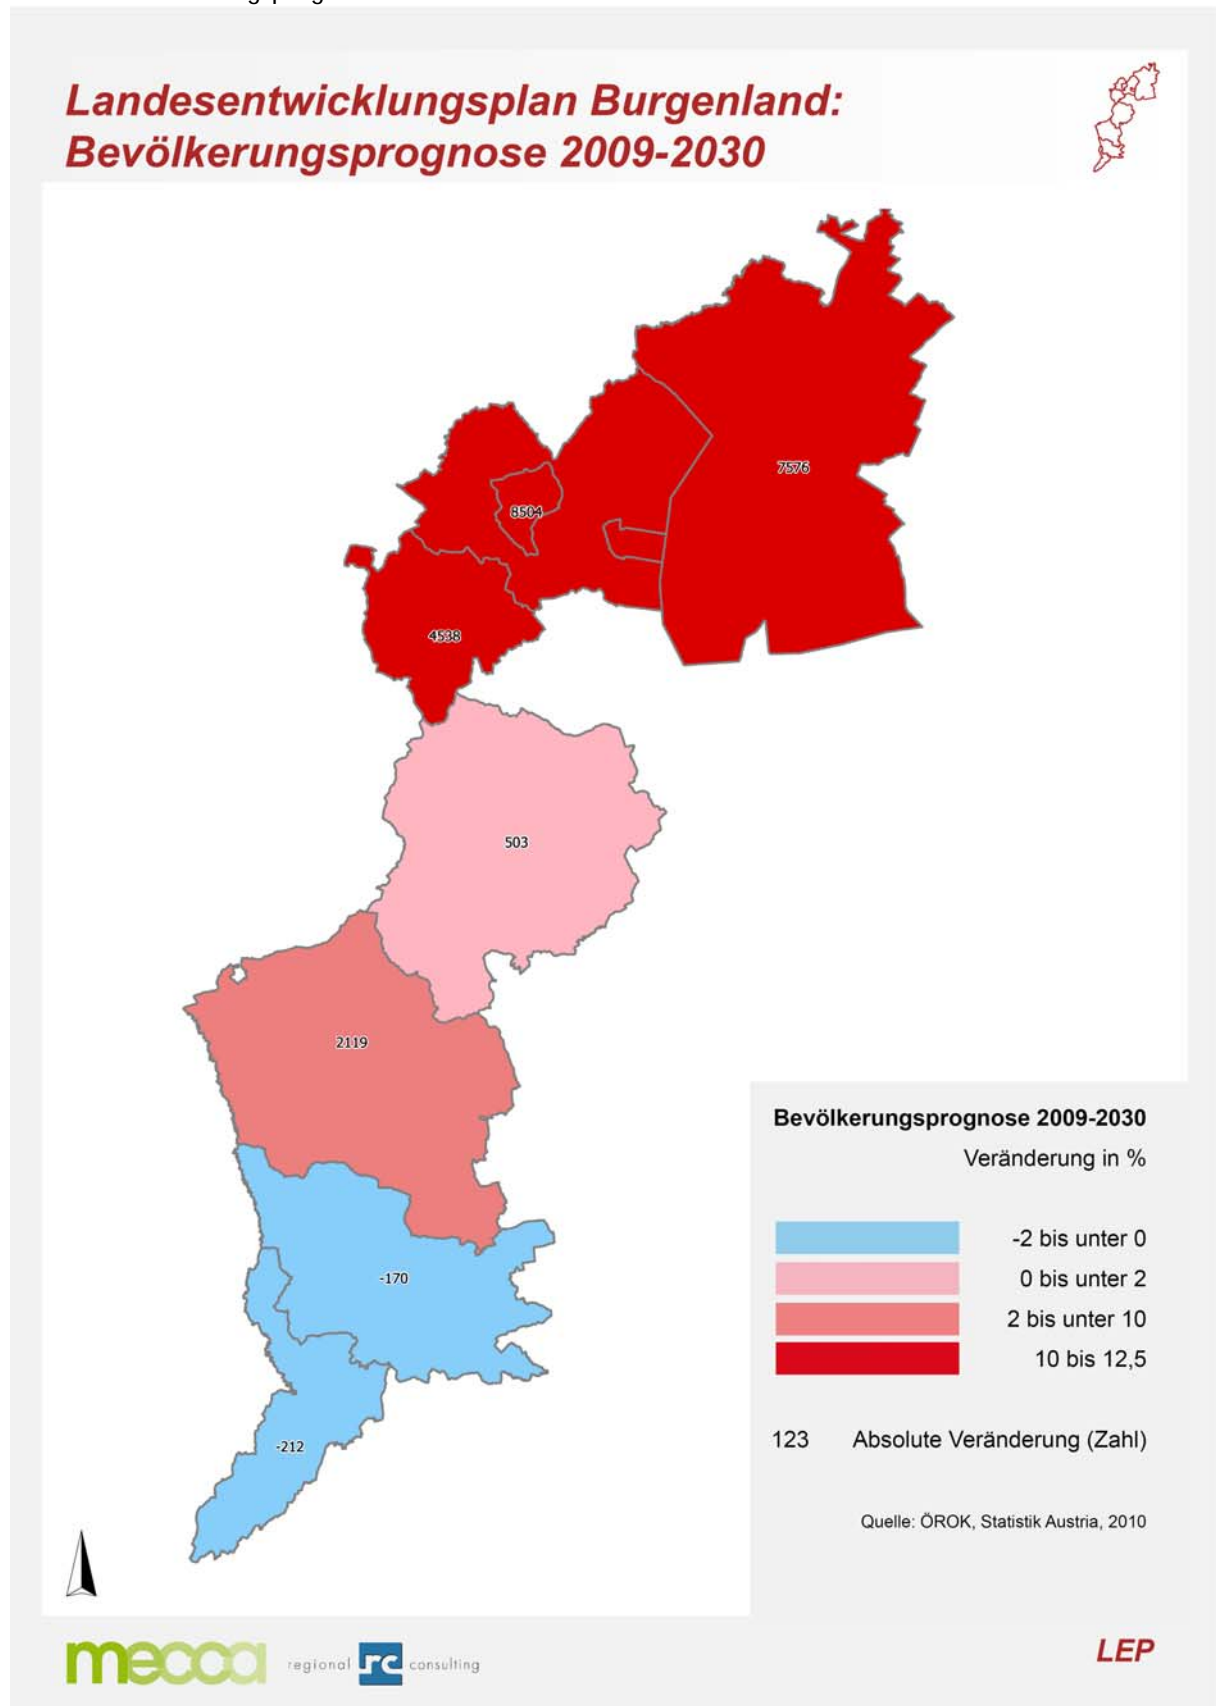 Landesentwicklungsplan Burgenland:
Bevölkerungsprognose 2009-2030
7576
8504
4538
503
2119
-170
-212
Bevölkerungsprognose 2009-2030
Veränderung in %
-2 bis unter 0
0 bis unter 2
2 bis unter 10
10 bis 12,5
123 Absolute Veränderung (Zahl)
Quelle: ÖROK, Statistik Austria, 2010
mecca
regional rc consulting
LEP